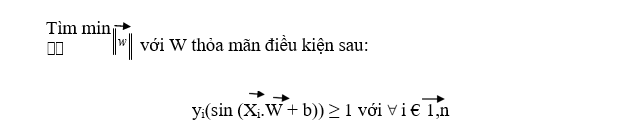 Tìm min ‖w‖ với W thỏa mãn điều kiện sau:
yᵢ(sin (Xᵢ.W + b)) ≥ 1 với ∀ i € 1,n